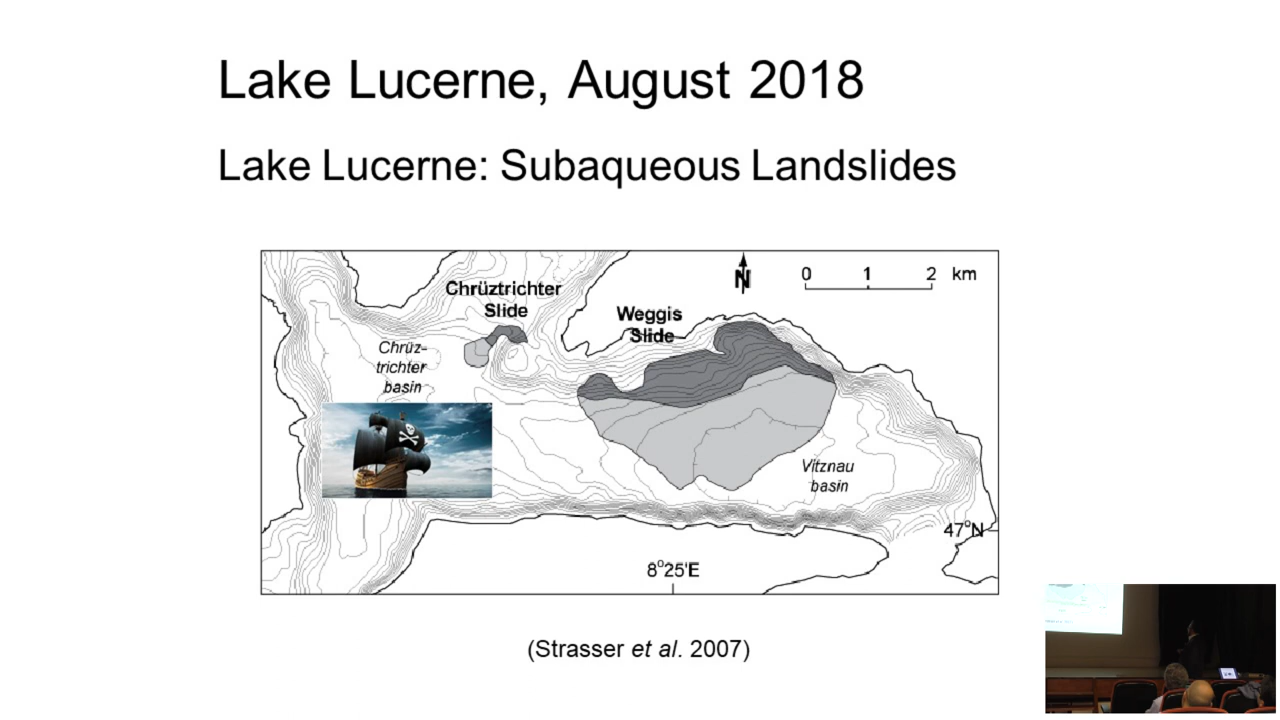 Lake Lucerne, August 2018
Lake Lucerne: Subaqueous Landslides
Chrüztrichter
Slide
Weggis
Slide
N
0 1 2 km
Chrüz-
trichter
basin
Vitznau
basin
47°N
8°25'E
(Strasser et al. 2007)